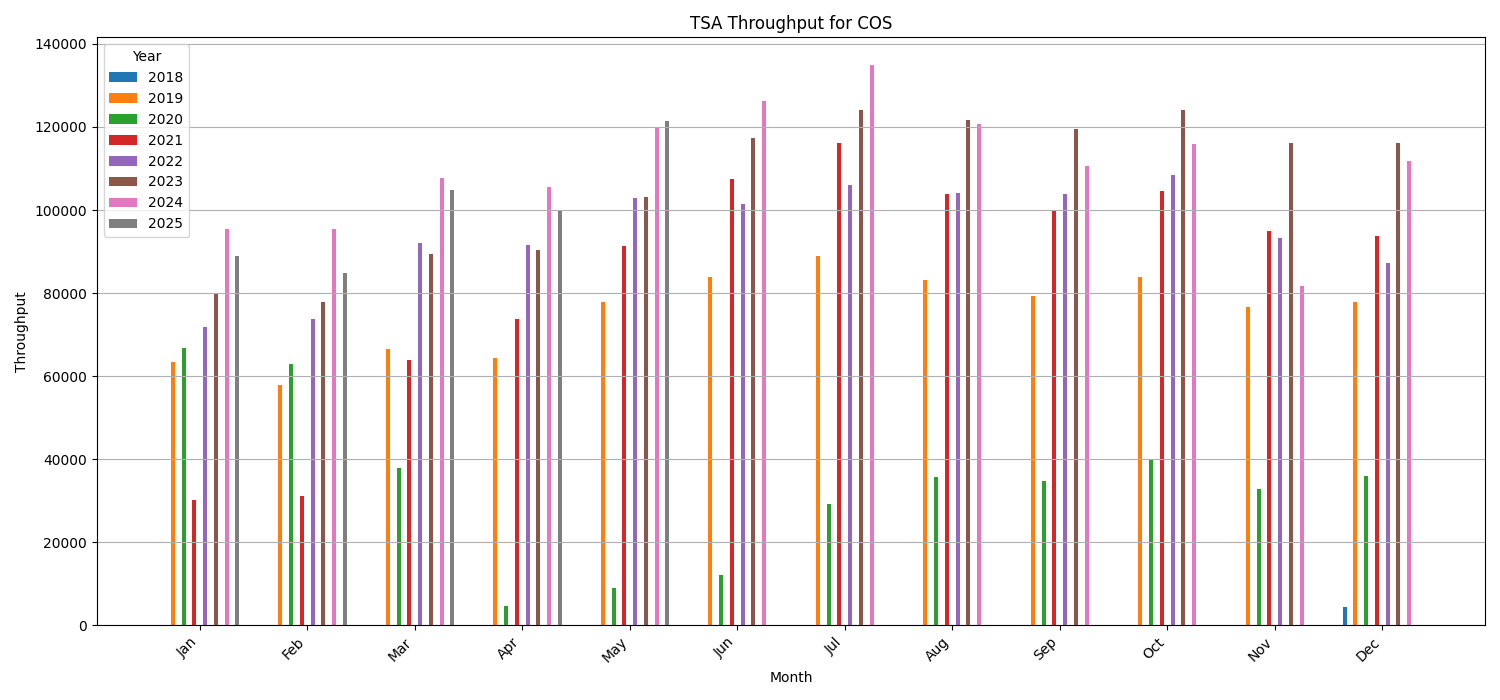 TSA Throughput for COS
140000
120000
100000
80000
60000
40000
20000
0
Throughput
Year
2018
2019
2020
2021
2022
2023
2024
2025
Jan
Feb
Mar
Apr
May
Jun
Jul
Aug
Sep
Oct
Nov
Dec
Month